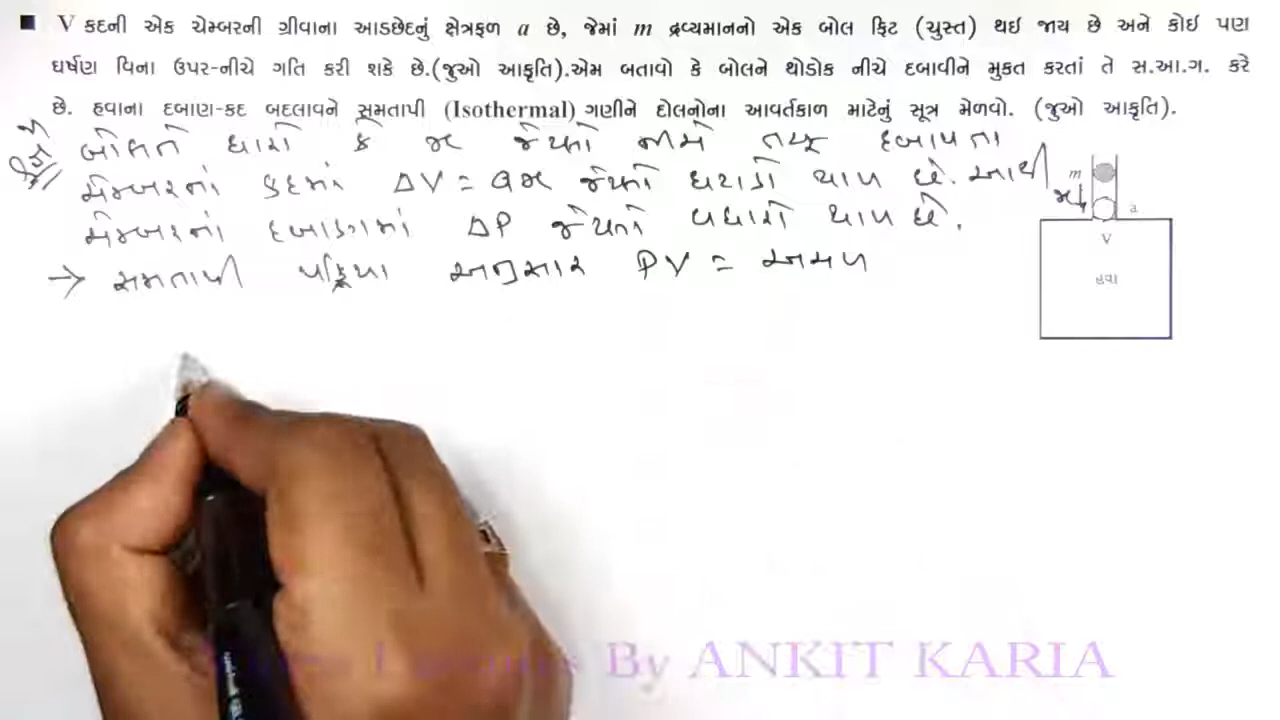 ■ V કદની એક ચેમ્બરની ગ્રીવાના આડછેદનું ક્ષેત્રફળ a છે, જેમાં m દ્રવ્યમાનનો એક બોલ ફિટ (ચુસ્ત) થઈ જાય છે અને કોઈ પણ
ઘર્ષણ વિના ઉપર-નીચે ગતિ કરી શકે છે.(જુઓ આકૃતિ).એમ બતાવો કે બોલને થોડોક નીચે દબાવીને મુકત કરતાં તે સ.આ.ગ. કરે
છે. હવાના દબાણ-કદ બદલાવને સમતાપી (Isothermal) ગણીને દોલનોના આવર્તકાળ માટેનું સૂત્ર મેળવો. (જુઓ આકૃતિ).
બોલને ધારો કે x જેટલો નીચે તરફ દબાવતા
ચેમ્બરનાં કદમાં ΔV = ax જેટલો ઘટાડો થાય છે. આથી
ચેમ્બરનાં દબાણમાં ΔP જેટલો વધારો થાય છે.
→ સમતાપી પ્રક્રિયા અનુસાર PV = અચળ
m
x
a
V
હવા
By ANKIT KARIA